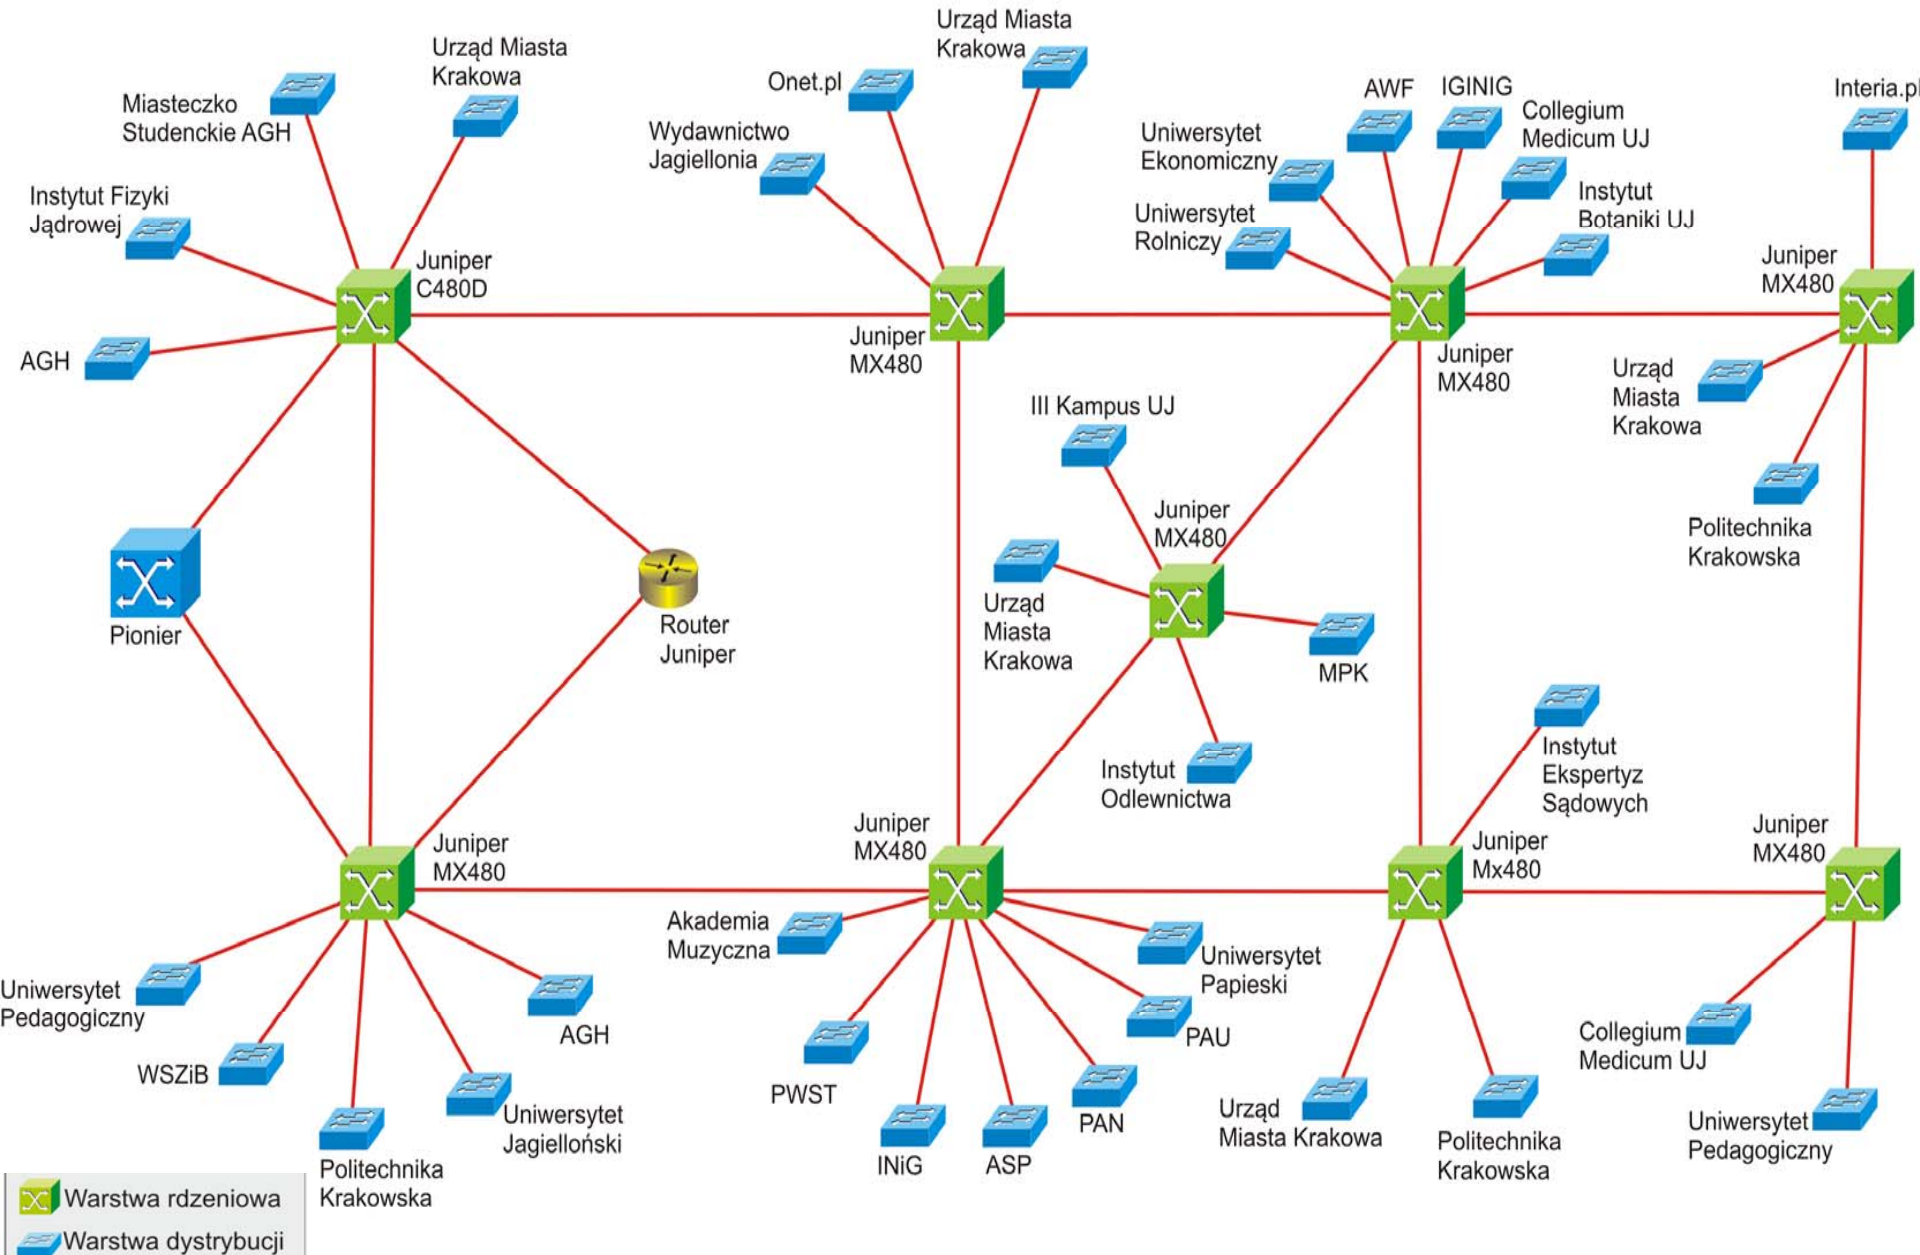 Urząd Miasta
Krakowa
Miasteczko
Studenckie AGH
Instytut Fizyki
Jądrowej
AGH
Juniper
C480D
Urząd Miasta
Krakowa
Onet.pl
Wydawnictwo
Jagiellonia
Juniper
MX480
AWF
IGINIG
Collegium
Medicum UJ
Uniwersytet
Ekonomiczny
Instytut
Botaniki UJ
Uniwersytet
Rolniczy
Juniper
MX480
Interia.pl
Juniper
MX480
Urząd
Miasta
Krakowa
Politechnika
Krakowska
III Kampus UJ
Juniper
MX480
Urząd
Miasta
Krakowa
MPK
Instytut
Odlewnictwa
Pionier
Router
Juniper
Juniper
MX480
Uniwersytet
Pedagogiczny
WSZiB
Politechnika
Krakowska
Uniwersytet
Jagielloński
AGH
Juniper
MX480
Akademia
Muzyczna
PWST
INiG
ASP
PAN
PAU
Uniwersytet
Papieski
Instytut
Ekspertyz
Sądowych
Juniper
Mx480
Urząd
Miasta Krakowa
Politechnika
Krakowska
Juniper
MX480
Collegium
Medicum UJ
Uniwersytet
Pedagogiczny
Warstwa rdzeniowa
Warstwa dystrybucji